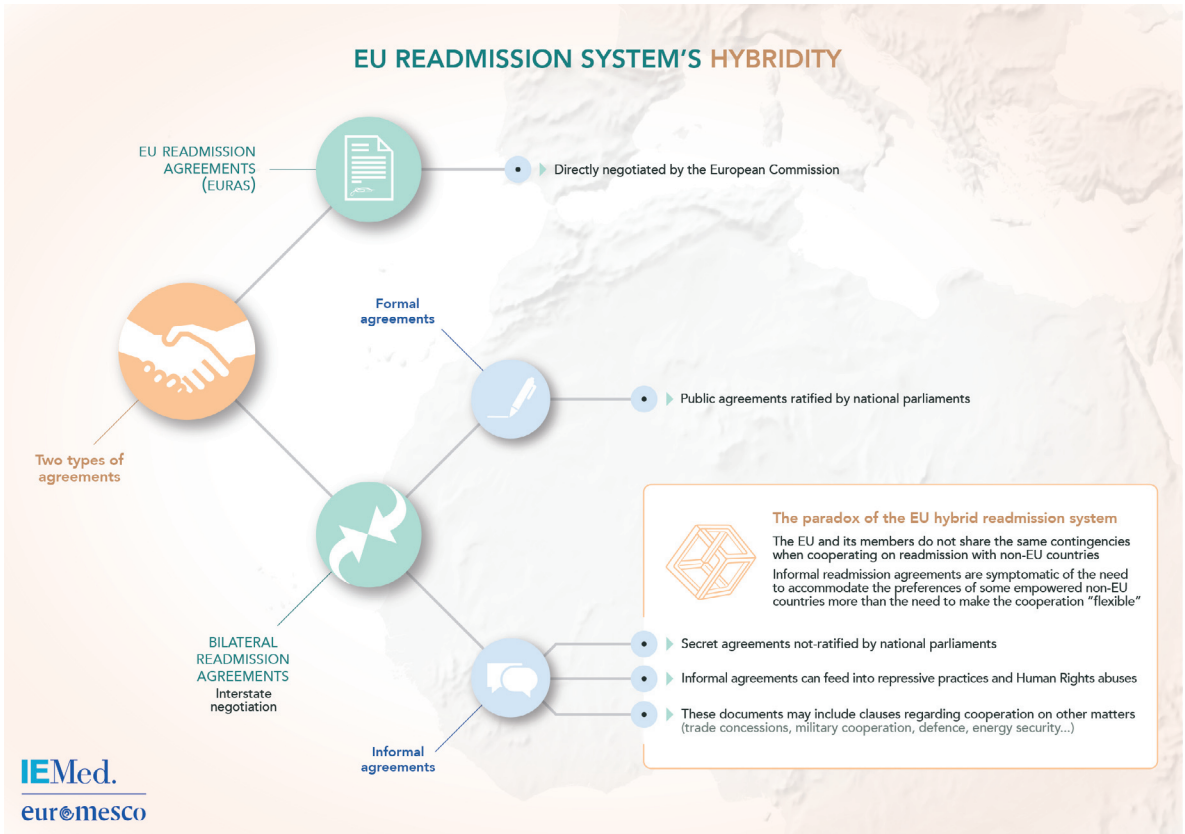 EU READMISSION SYSTEM'S HYBRIDITY
EU READMISSION
AGREEMENTS
(EURAS)
Directly negotiated by the European Commission
Two types of
agreements
Formal
agreements
Public agreements ratified by national parliaments
BILATERAL
READMISSION
AGREEMENTS
Interstate
negotiation
The paradox of the EU hybrid readmission system
The EU and its members do not share the same contingencies
when cooperating on readmission with non-EU countries
Informal readmission agreements are symptomatic of the need
to accommodate the preferences of some empowered non-EU
countries more than the need to make the cooperation "flexible"
Informal
agreements
Secret agreements not-ratified by national parliaments
Informal agreements can feed into repressive practices and Human Rights abuses
These documents may include clauses regarding cooperation on other matters
(trade concessions, military cooperation, defence, energy security...)
IEMed.
euromesco